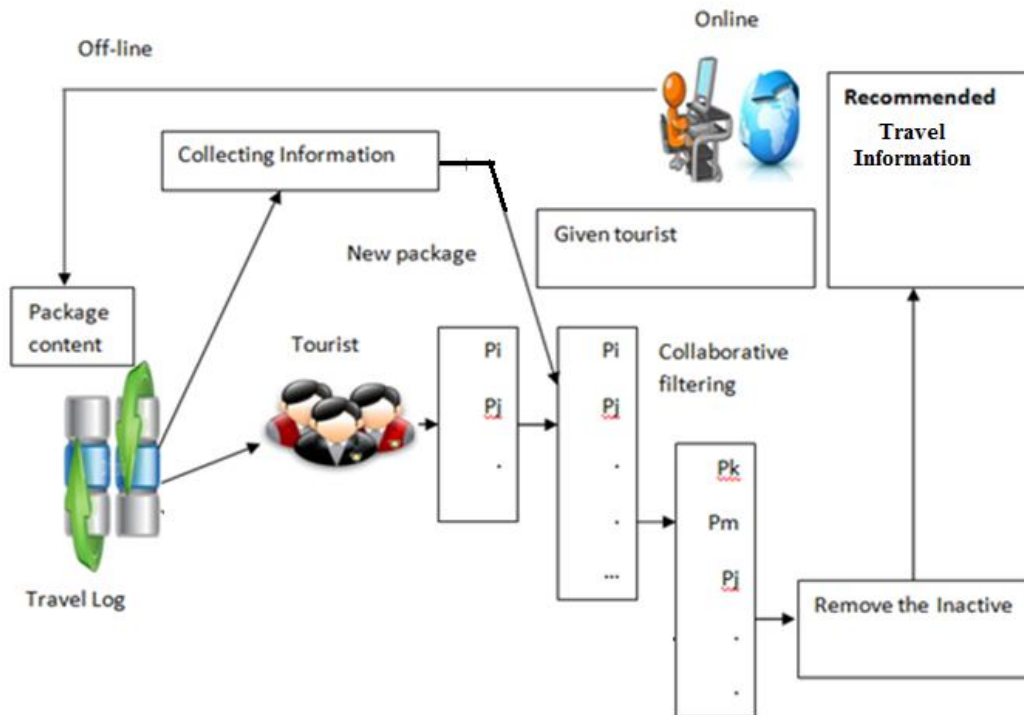 Online
Off-line
Recommended
Travel
Information
Collecting Information
Given tourist
New package
Package
content
Tourist
Pi
Pj
.
Pi
Pj
.
.
...
Collaborative
filtering
Pk
Pm
Pj
.
.
Travel Log
Remove the Inactive